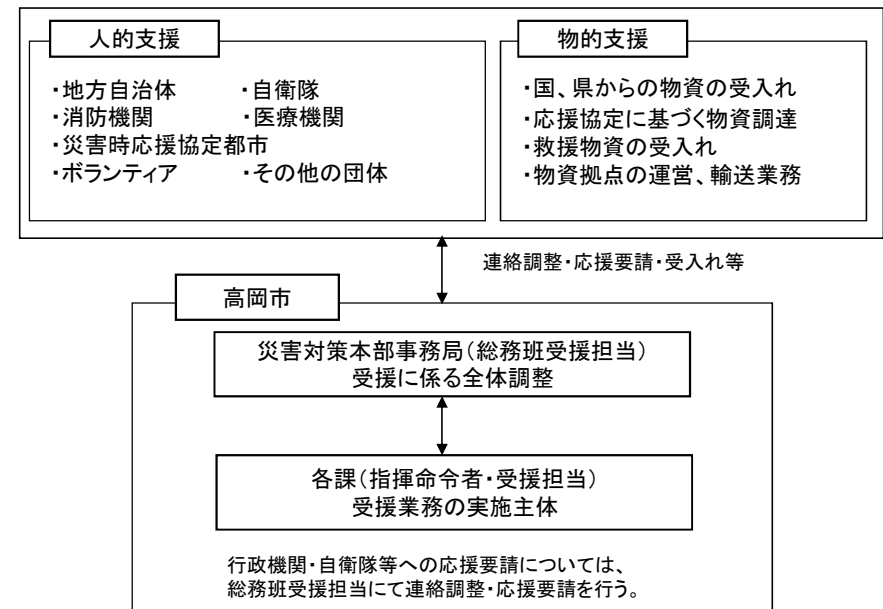 人的支援
・地方自治体 ・自衛隊
・消防機関 ・医療機関
・災害時応援協定都市
・ボランティア ・その他の団体
物的支援
・国、県からの物資の受入れ
・応援協定に基づく物資調達
・救援物資の受入れ
・物資拠点の運営、輸送業務
連絡調整・応援要請・受入れ等
高岡市
災害対策本部事務局(総務班受援担当)
受援に係る全体調整
各課(指揮命令者・受援担当)
受援業務の実施主体
行政機関・自衛隊等への応援要請については、
総務班受援担当にて連絡調整・応援要請を行う。